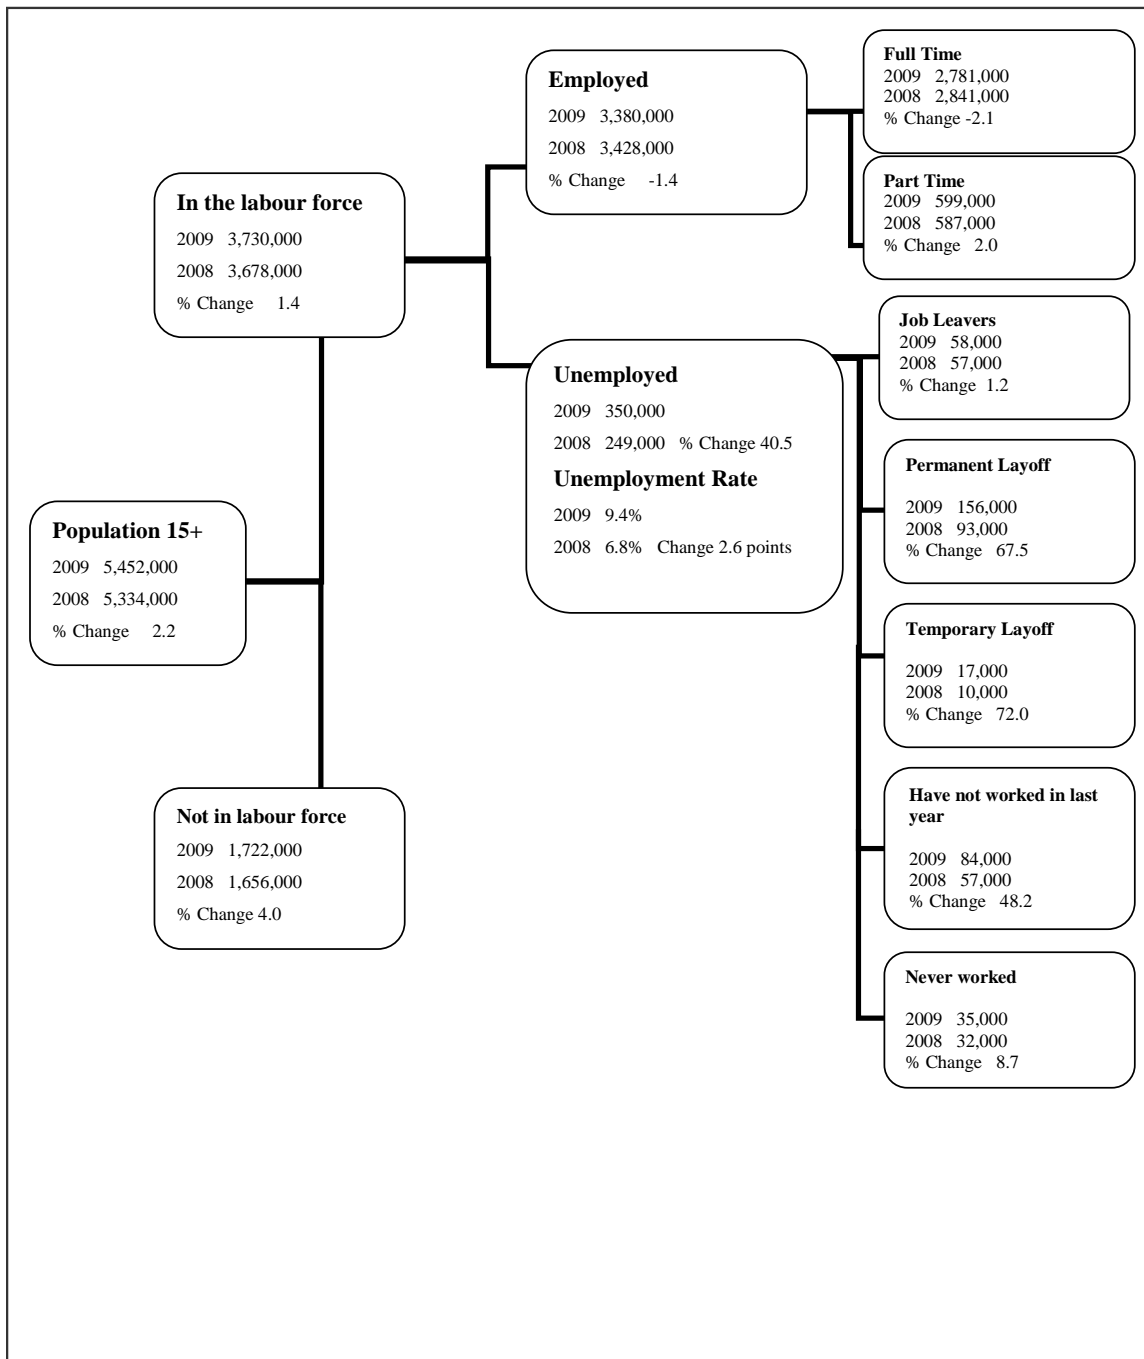 Population 15+
2009 5,452,000
2008 5,334,000
% Change 2.2
In the labour force
2009 3,730,000
2008 3,678,000
% Change 1.4
Not in labour force
2009 1,722,000
2008 1,656,000
% Change 4.0
Employed
2009 3,380,000
2008 3,428,000
% Change -1.4
Unemployed
2009 350,000
2008 249,000 % Change 40.5
Unemployment Rate
2009 9.4%
2008 6.8% Change 2.6 points
Full Time
2009 2,781,000
2008 2,841,000
% Change -2.1
Part Time
2009 599,000
2008 587,000
% Change 2.0
Job Leavers
2009 58,000
2008 57,000
% Change 1.2
Permanent Layoff
2009 156,000
2008 93,000
% Change 67.5
Temporary Layoff
2009 17,000
2008 10,000
% Change 72.0
Have not worked in last
year
2009 84,000
2008 57,000
% Change 48.2
Never worked
2009 35,000
2008 32,000
% Change 8.7